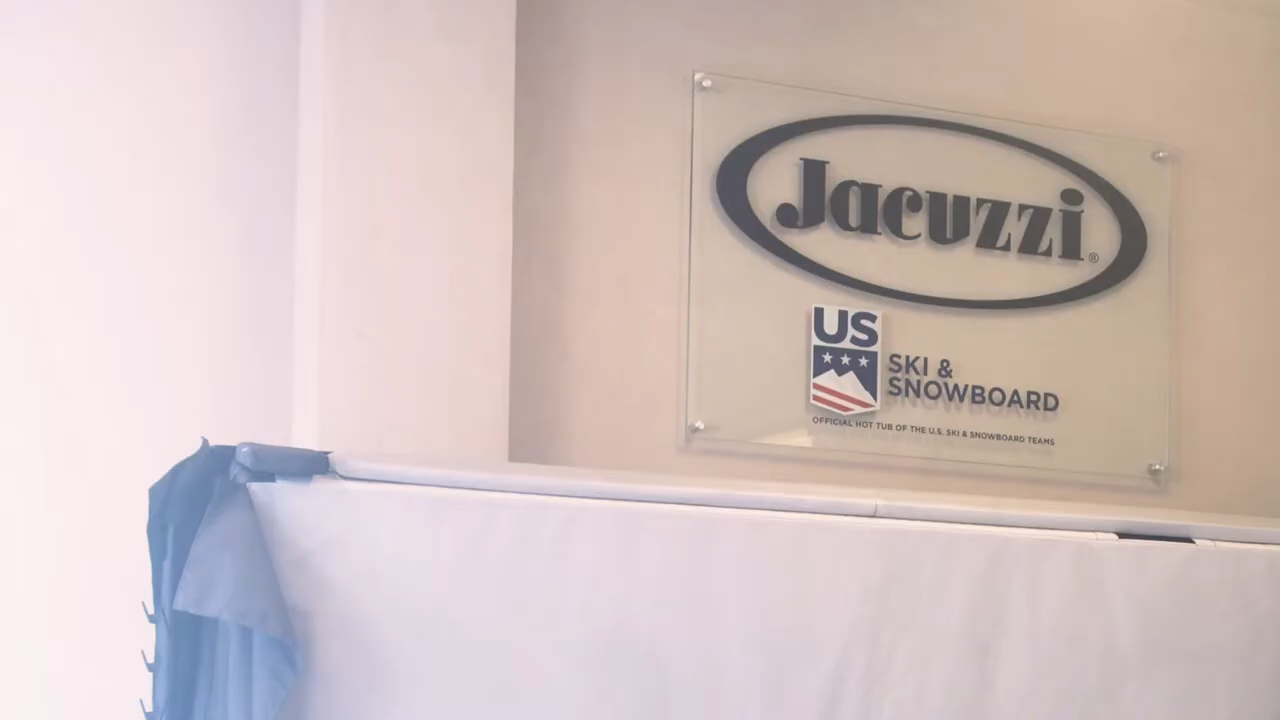 Jacuzzi®
US
SKI &
SNOWBOARD
OFFICIAL HOT TUB OF THE U.S. SKI & SNOWBOARD TEAMS